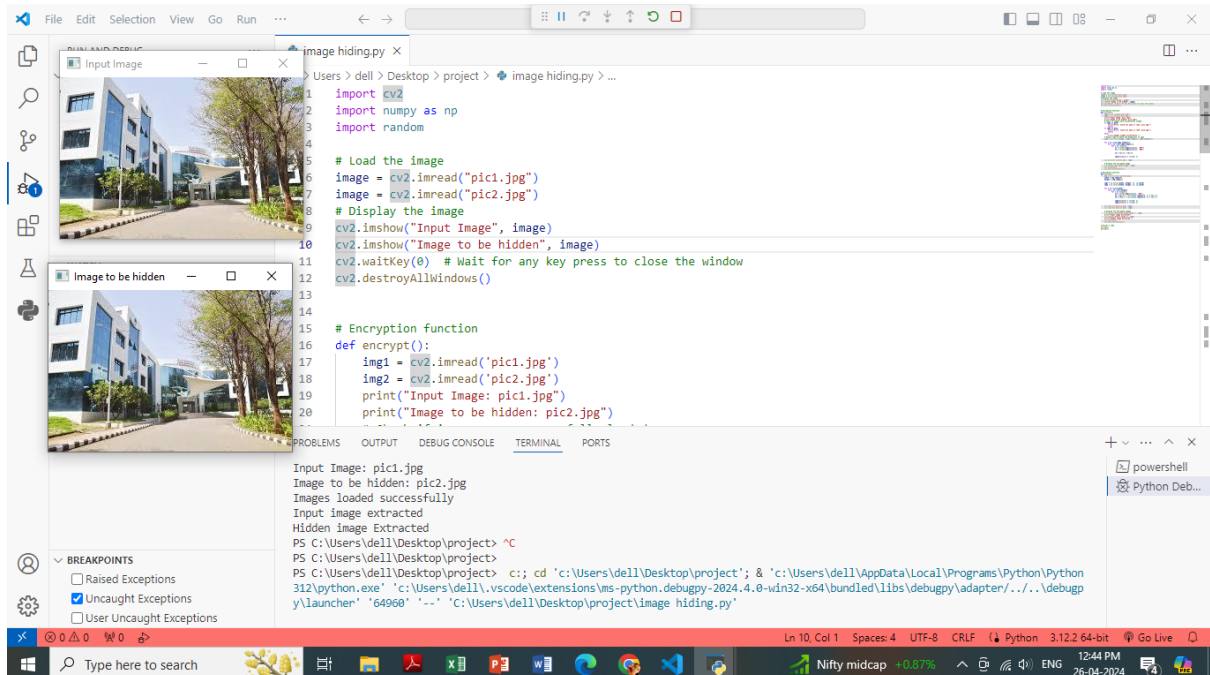 File Edit Selection View Go Run ...
RUN AND DEBUG
image hiding.py
Input Image
Users > dell > Desktop > project > image hiding.py > ...
1 import cv2
2 import numpy as np
3 import random
4
5 # Load the image
6 image = cv2.imread("pic1.jpg")
7 image = cv2.imread("pic2.jpg")
8 # Display the image
9 cv2.imshow("Input Image", image)
10 cv2.imshow("Image to be hidden", image)
11 cv2.waitKey(0) # Wait for any key press to close the window
12 cv2.destroyAllWindows()
13
14
15 # Encryption function
16 def encrypt():
17 img1 = cv2.imread('pic1.jpg')
18 img2 = cv2.imread('pic2.jpg')
19 print("Input Image: pic1.jpg")
20 print("Image to be hidden: pic2.jpg")
Image to be hidden
PROBLEMS OUTPUT DEBUG CONSOLE TERMINAL PORTS
powershell
Python Deb...
Input Image: pic1.jpg
Image to be hidden: pic2.jpg
Images loaded successfully
Input image extracted
Hidden image Extracted
PS C:\Users\dell\Desktop\project> ^C
PS C:\Users\dell\Desktop\project>
PS C:\Users\dell\Desktop\project> c:; cd 'c:\Users\dell\Desktop\project'; & 'c:\Users\dell\AppData\Local\Programs\Python\Python
312\python.exe' 'c:\Users\dell\.vscode\extensions\ms-python.debugpy-2024.4.0-win32-x64\bundled\libs\debugpy\adapter/../..\debugp
y\launcher' '64960' '--' 'C:\Users\dell\Desktop\project\image hiding.py'
BREAKPOINTS
Raised Exceptions
Uncaught Exceptions
User Uncaught Exceptions
0 0 0 Ln 10, Col 1 Spaces: 4 UTF-8 CRLF Python 3.12.2 64-bit Go Live
Type here to search Nifty midcap +0.87% ENG 12:44 PM
26-04-2024